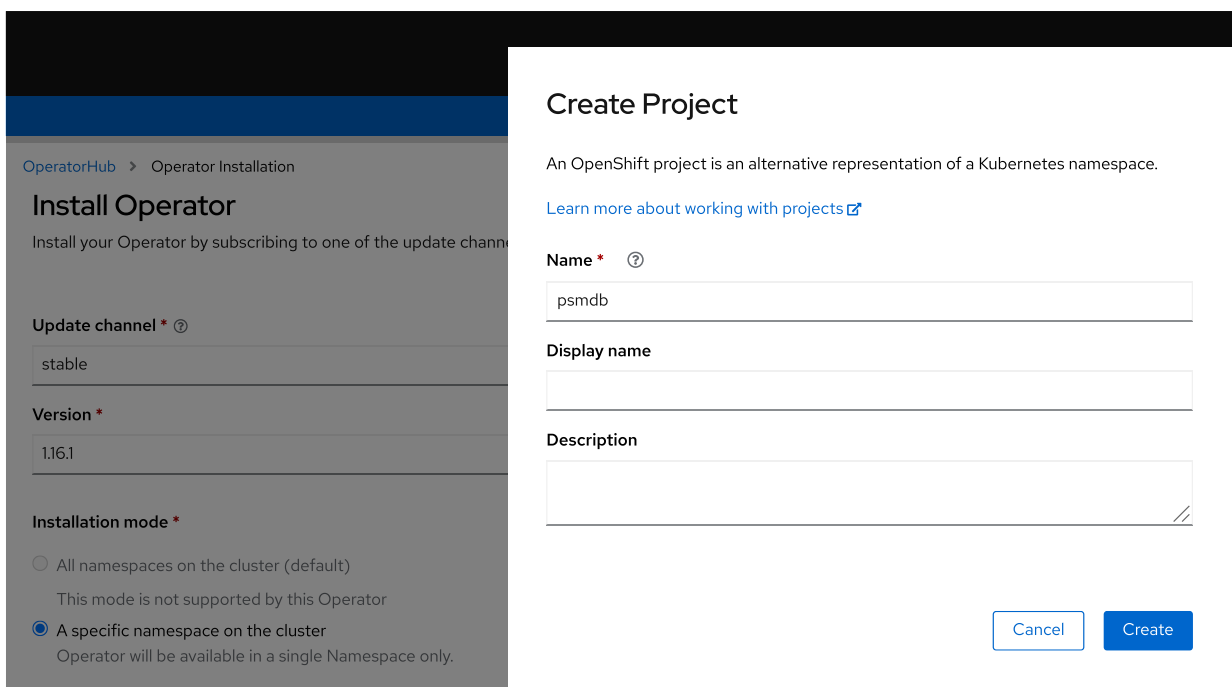 OperatorHub > Operator Installation
Install Operator
Install your Operator by subscribing to one of the update channe
Update channel *
stable
Version *
1.16.1
Installation mode *
All namespaces on the cluster (default)
This mode is not supported by this Operator
A specific namespace on the cluster
Operator will be available in a single Namespace only.
Create Project
An OpenShift project is an alternative representation of a Kubernetes namespace.
Learn more about working with projects
Name *
psmdb
Display name
Description
Cancel
Create